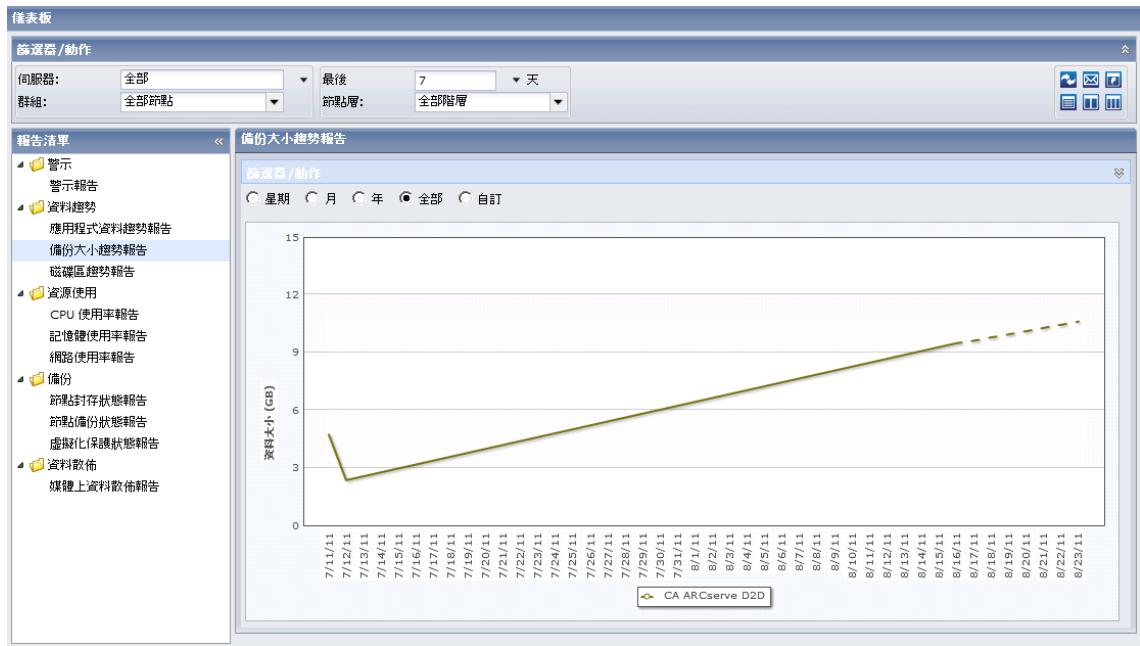 儀表板
篩選器/動作
伺服器: 全部 最後 7 天
群組: 全部節點 節點層: 全部階層
報告清單
警示
警示報告
資料趨勢
應用程式資料趨勢報告
備份大小趨勢報告
磁碟區趨勢報告
資源使用
CPU 使用率報告
記憶體使用率報告
網路使用率報告
備份
節點封存狀態報告
節點備份狀態報告
虛擬化保護狀態報告
資料散佈
媒體上資料散佈報告
備份大小趨勢報告
篩選器/動作
星期 月 年 全部 自訂
15
12
9
6
3
0
資料大小 (GB)
7/11/11 7/12/11 7/13/11 7/14/11 7/15/11 7/16/11 7/17/11 7/18/11 7/19/11 7/20/11 7/21/11 7/22/11 7/23/11 7/24/11 7/25/11 7/26/11 7/27/11 7/28/11 7/29/11 7/30/11 7/31/11 8/1/11 8/2/11 8/3/11 8/4/11 8/5/11 8/6/11 8/7/11 8/8/11 8/9/11 8/10/11 8/11/11 8/12/11 8/13/11 8/14/11 8/15/11 8/16/11 8/17/11 8/18/11 8/19/11 8/20/11 8/21/11 8/22/11 8/23/11
CA ARCserve D2D